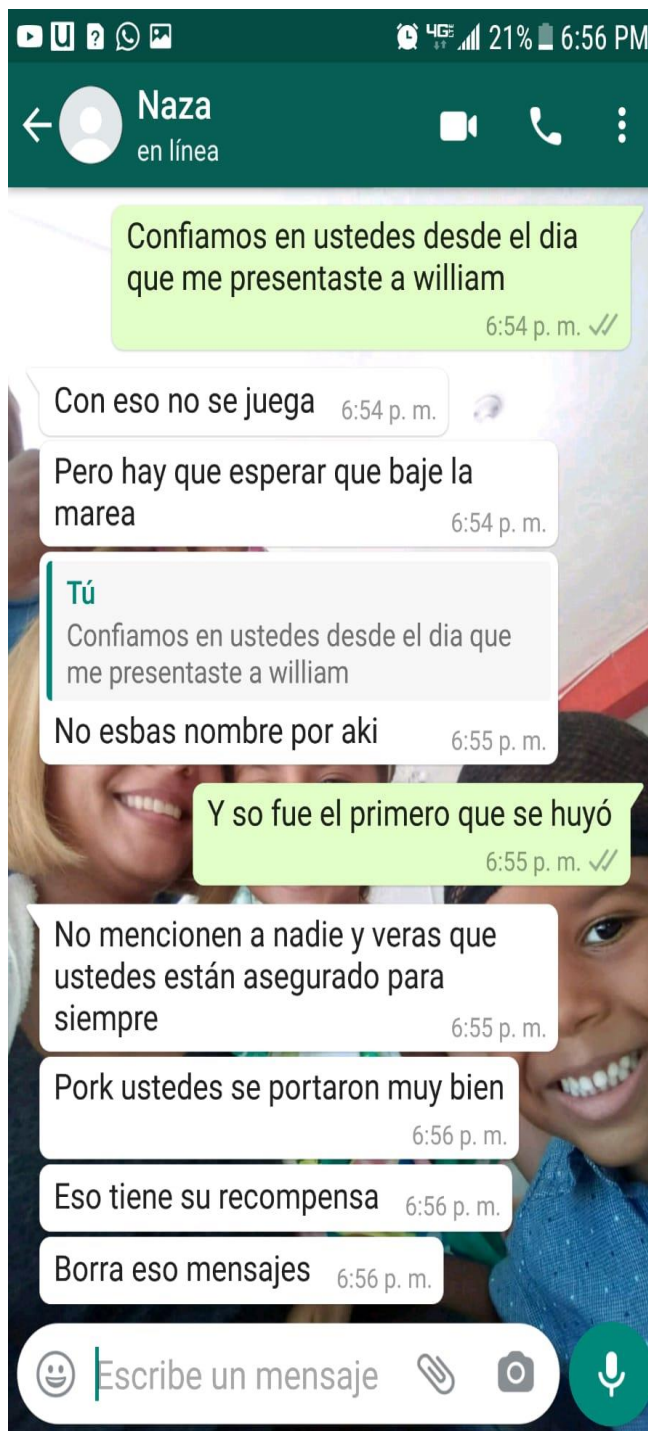 4G 21% 6:56 PM
Naza
en línea
Confiamos en ustedes desde el dia
que me presentaste a william
6:54 p. m.
Con eso no se juega 6:54 p. m.
Pero hay que esperar que baje la
marea 6:54 p. m.
Tú
Confiamos en ustedes desde el dia que
me presentaste a william
No esbas nombre por aki 6:55 p. m.
Y so fue el primero que se huyó
6:55 p. m.
No mencionen a nadie y veras que
ustedes están asegurado para
siempre 6:55 p. m.
Pork ustedes se portaron muy bien
6:56 p. m.
Eso tiene su recompensa 6:56 p. m.
Borra eso mensajes 6:56 p. m.
Escribe un mensaje